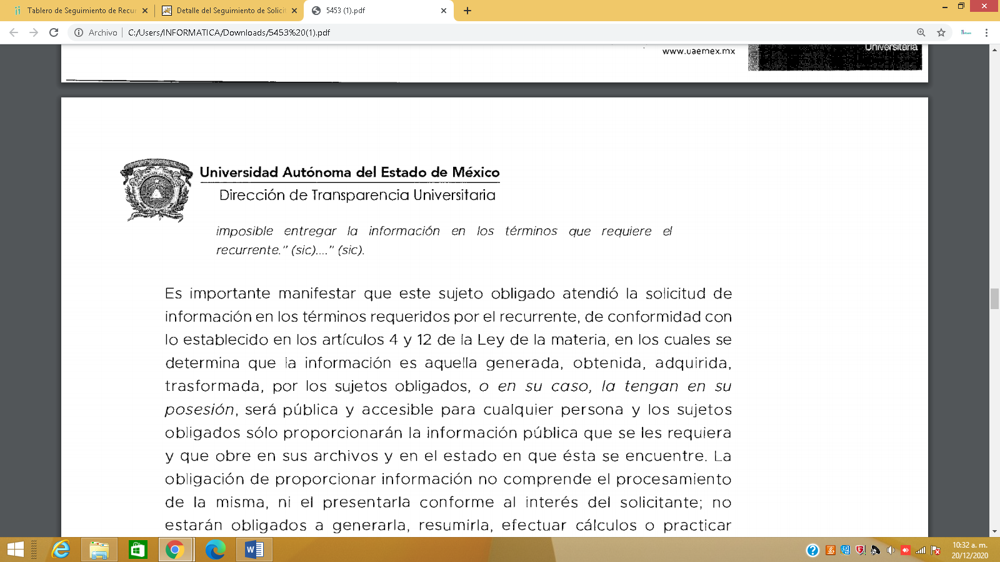 Tablero de Seguimiento de Recur
Detalle del Seguimiento de Solicit
5453 (1).pdf
Archivo
C:/Users/INFORMATICA/Downloads/5453%20(1).pdf
www.uaemex.mx
Universitaria
Universidad Autónoma del Estado de México
Dirección de Transparencia Universitaria
imposible entregar la información en los términos que requiere el
recurrente.” (sic)....” (sic).
Es importante manifestar que este sujeto obligado atendió la solicitud de
información en los términos requeridos por el recurrente, de conformidad con
lo establecido en los artículos 4 y 12 de la Ley de la materia, en los cuales se
determina que la información es aquella generada, obtenida, adquirida,
trasformada, por los sujetos obligados, o en su caso, la tengan en su
posesión, será pública y accesible para cualquier persona y los sujetos
obligados sólo proporcionarán la información pública que se les requiera
y que obre en sus archivos y en el estado en que ésta se encuentre. La
obligación de proporcionar información no comprende el procesamiento
de la misma, ni el presentarla conforme al interés del solicitante; no
estarán obligados a generarla, resumirla, efectuar cálculos o practicar
10:32 a. m.
20/12/2020